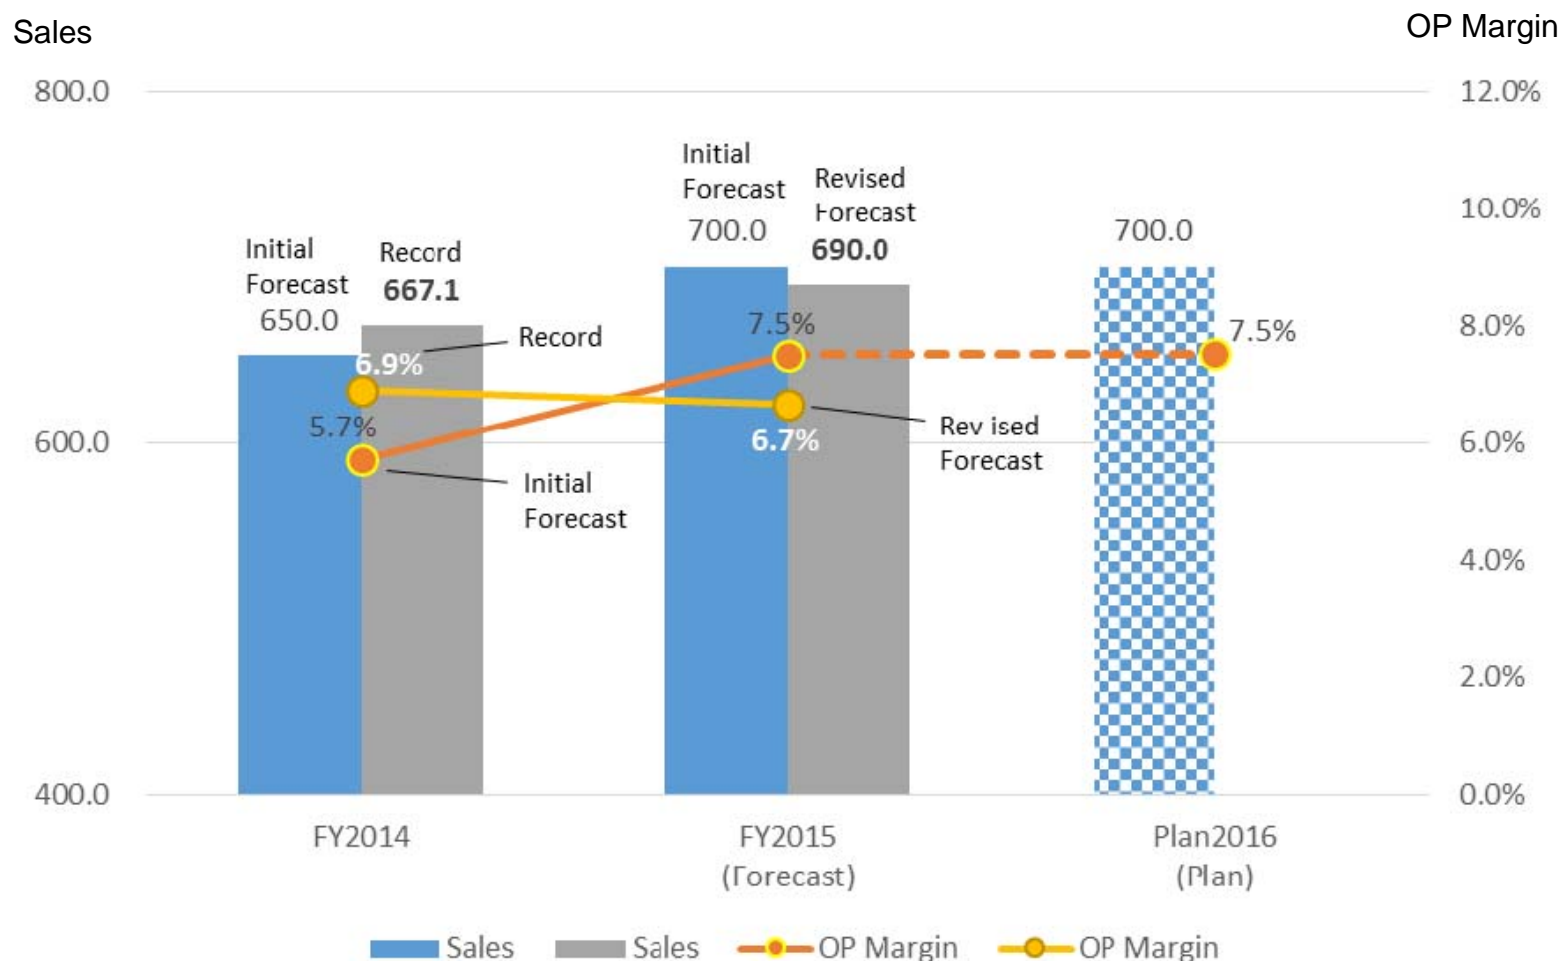 Sales
OP Margin
800.0
12.0%
10.0%
8.0%
600.0
6.0%
4.0%
2.0%
400.0
0.0%
Initial
Forecast
650.0
Record
667.1
6.9%
Record
5.7%
Initial
Forecast
Initial
Forecast
700.0
Revised
Forecast
690.0
7.5%
6.7%
Rev ised
Forecast
700.0
7.5%
FY2014
FY2015
(Forecast)
Plan2016
(Plan)
Sales
Sales
OP Margin
OP Margin